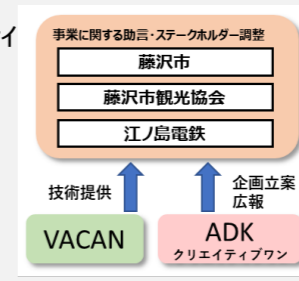 イ
事業に関する助言・ステークホルダー調整
藤沢市
藤沢市観光協会
江ノ島電鉄
技術提供
企画立案
広報
VACAN
ADK
クリエイティブワン